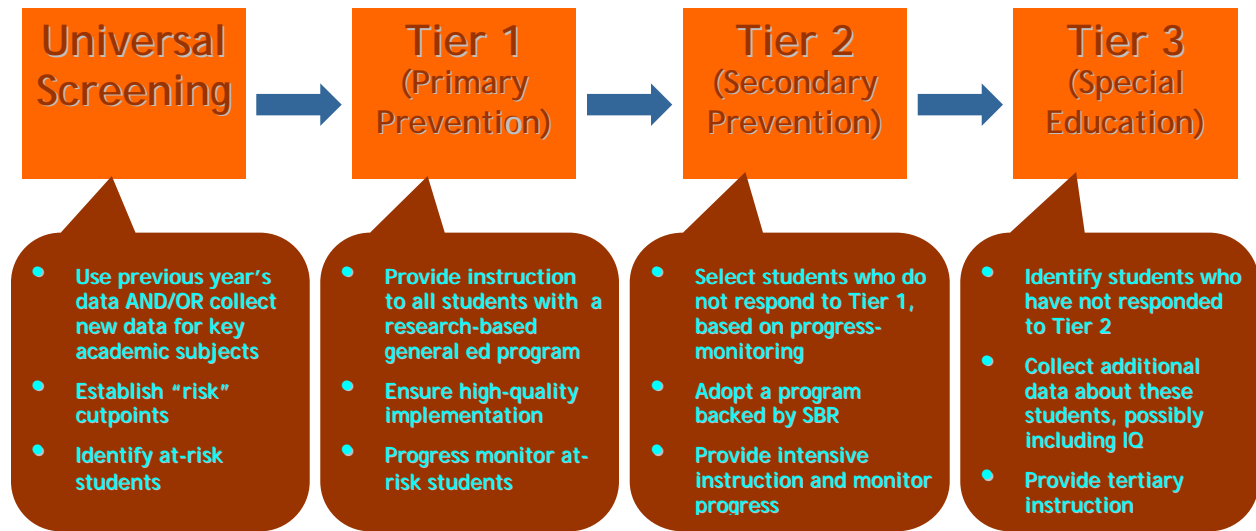 Universal
Screening
Tier 1
(Primary
Prevention)
Tier 2
(Secondary
Prevention)
Tier 3
(Special
Education)
• Use previous year's
data AND/OR collect
new data for key
academic subjects
• Establish "risk"
cutpoints
• Identify at-risk
students
• Provide instruction
to all students with a
research-based
general ed program
• Ensure high-quality
implementation
• Progress monitor at-
risk students
• Select students who do
not respond to Tier 1,
based on progress-
monitoring
• Adopt a program
backed by SBR
• Provide intensive
instruction and monitor
progress
• Identify students who
have not responded
to Tier 2
• Collect additional
data about these
students, possibly
including IQ
• Provide tertiary
instruction